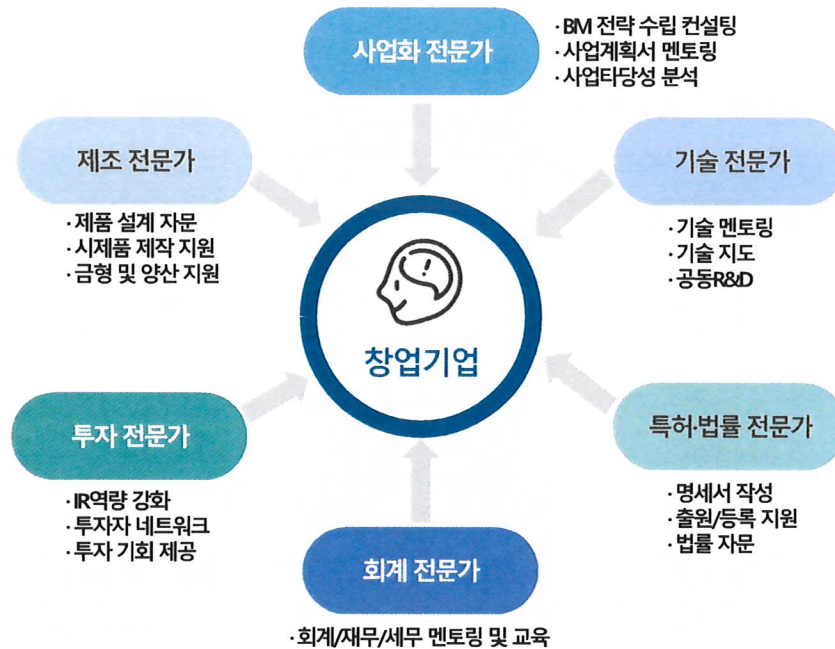 사업화 전문가
· BM 전략 수립 컨설팅
· 사업계획서 멘토링
· 사업타당성 분석
제조 전문가
· 제품 설계 자문
· 시제품 제작 지원
· 금형 및 양산 지원
기술 전문가
· 기술 멘토링
· 기술 지도
· 공동R&D
창업기업
투자 전문가
· IR역량 강화
· 투자자 네트워크
· 투자 기회 제공
특허·법률 전문가
· 명세서 작성
· 출원/등록 지원
· 법률 자문
회계 전문가
· 회계/재무/세무 멘토링 및 교육